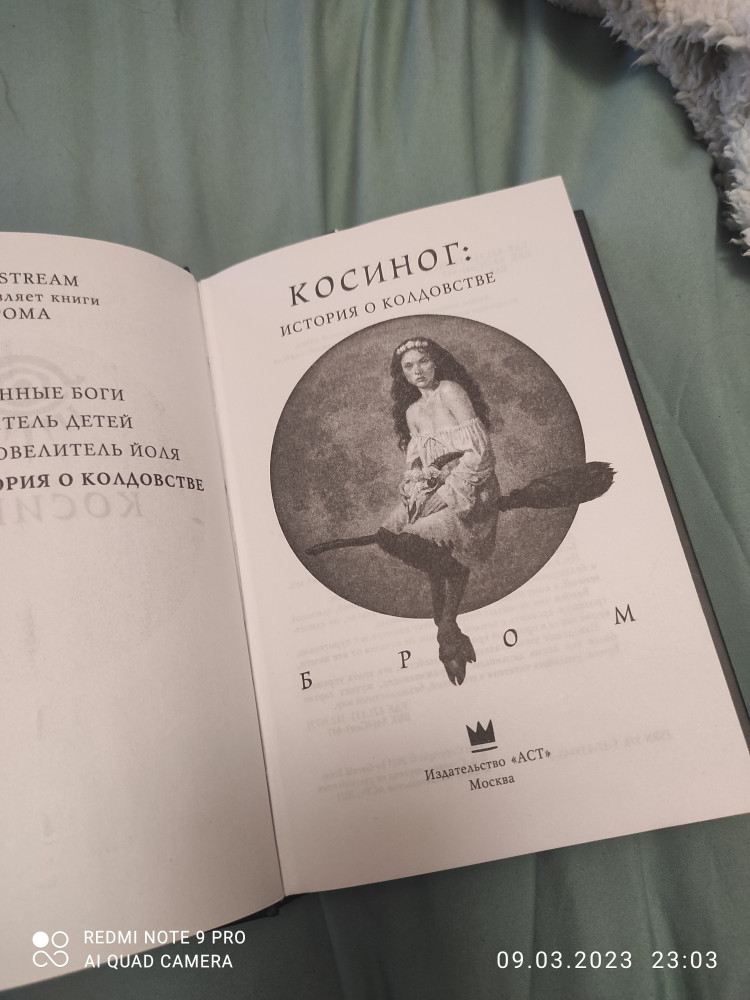 STREAM
вляет книги
РОМА
ННЫЕ БОГИ
ТЕЛЬ ДЕТЕЙ
ОВЕЛИТЕЛЬ ЙОЛЯ
ОРИЯ О КОЛДОВСТВЕ
КОСИНОГ:
ИСТОРИЯ О КОЛДОВСТВЕ
Б Р О М
Издательство «АСТ»
Москва
REDMI NOTE 9 PRO
AI QUAD CAMERA
09.03.2023 23:03